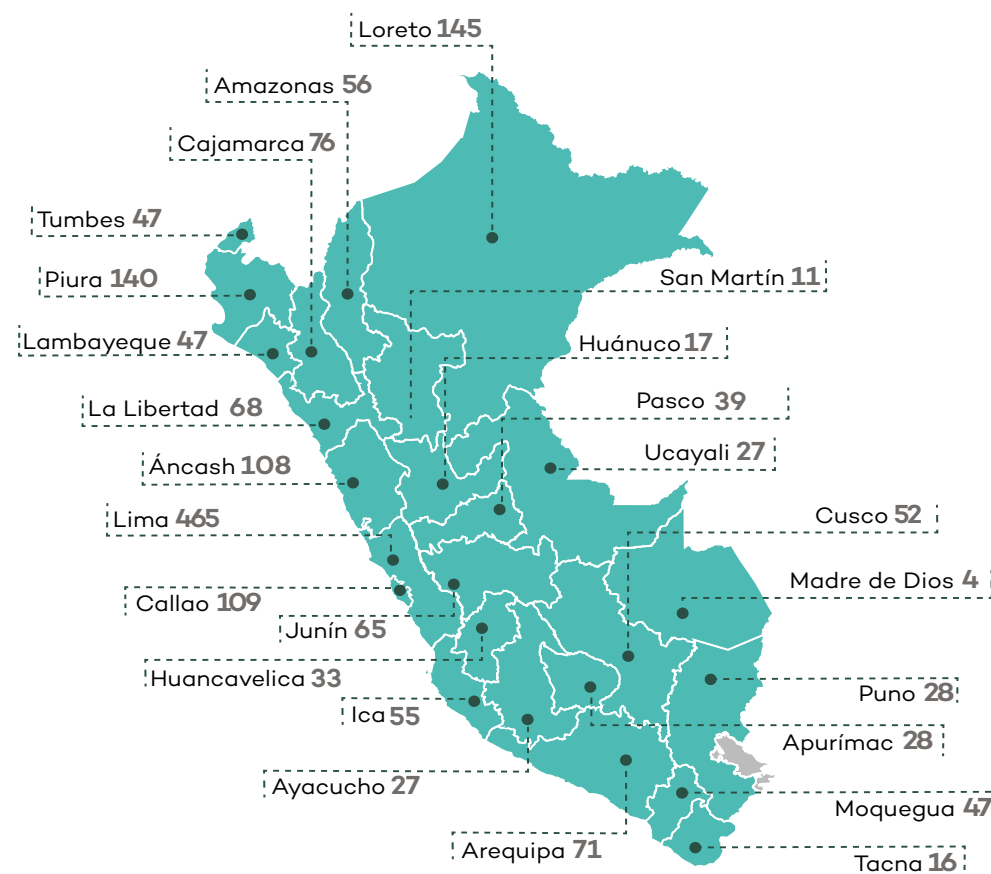 Loreto 145
Amazonas 56
Cajamarca 76
Tumbes 47
San Martín 11
Piura 140
Lambayeque 47
Huánuco 17
Pasco 39
La Libertad 68
Ucayali 27
Áncash 108
Lima 465
Cusco 52
Madre de Dios 4
Callao 109
Junín 65
Huancavelica 33
Puno 28
Ica 55
Apurímac 28
Ayacucho 27
Moquegua 47
Arequipa 71
Tacna 16